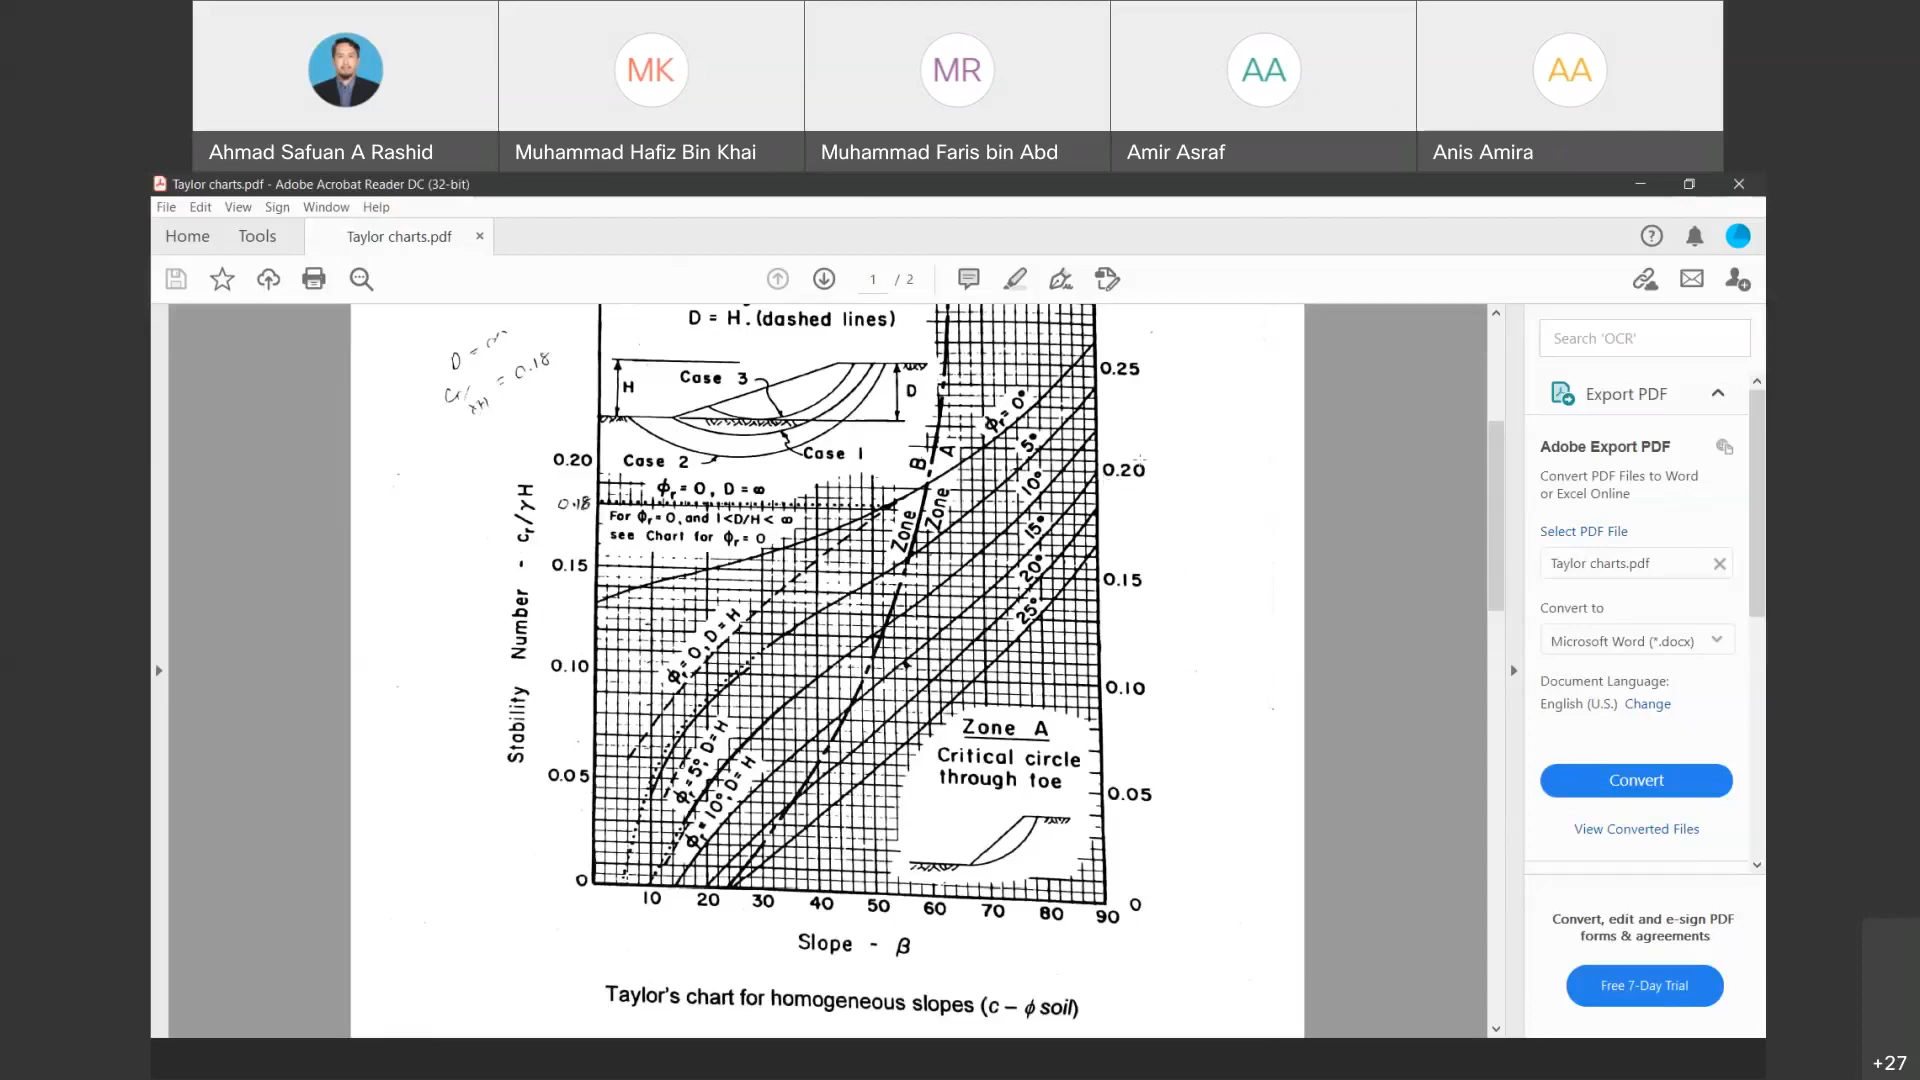 MK
MR
AA
AA
Ahmad Safuan A Rashid
Muhammad Hafiz Bin Khai
Muhammad Faris bin Abd
Amir Asraf
Anis Amira
Taylor charts.pdf - Adobe Acrobat Reader DC (32-bit)
File Edit View Sign Window Help
Home Tools Taylor charts.pdf
1 / 2
Search 'OCR'
Export PDF
Adobe Export PDF
Convert PDF Files to Word
or Excel Online
Select PDF File
Taylor charts.pdf
Convert to
Microsoft Word (*.docx)
Document Language:
English (U.S.) Change
Convert
View Converted Files
Convert, edit and e-sign PDF
forms & agreements
Free 7-Day Trial
D = H. (dashed lines)
D = ∞
Cr/γH = 0.18
H
Case 3
D
Case 2
Case 1
ϕr = 0, D = ∞
For ϕr = 0, and 1<D/H< ∞
see Chart for ϕr = 0
0.20
0.18
0.15
0.10
0.05
0
Stability Number - cr/γH
B
A
Zone
Zone
ϕr = 0°
5°
10°
15°
20°
25°
ϕr = 0, D = H
ϕr = 5°, D = H
ϕr = 10°, D = H
0.25
0.20
0.15
0.10
0.05
0
Zone A
Critical circle
through toe
10 20 30 40 50 60 70 80 90
Slope - β
Taylor's chart for homogeneous slopes (c – ϕ soil)
+27